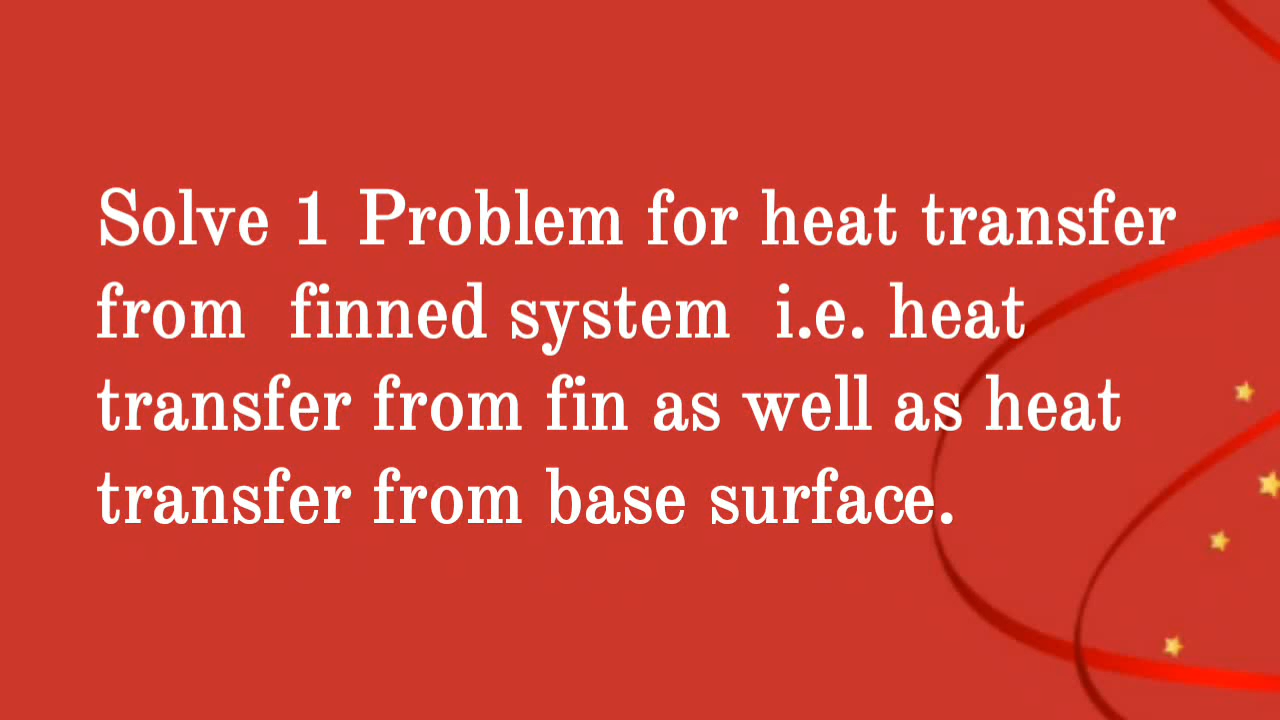 Solve 1 Problem for heat transfer
from  finned system  i.e. heat
transfer from fin as well as heat
transfer from base surface.